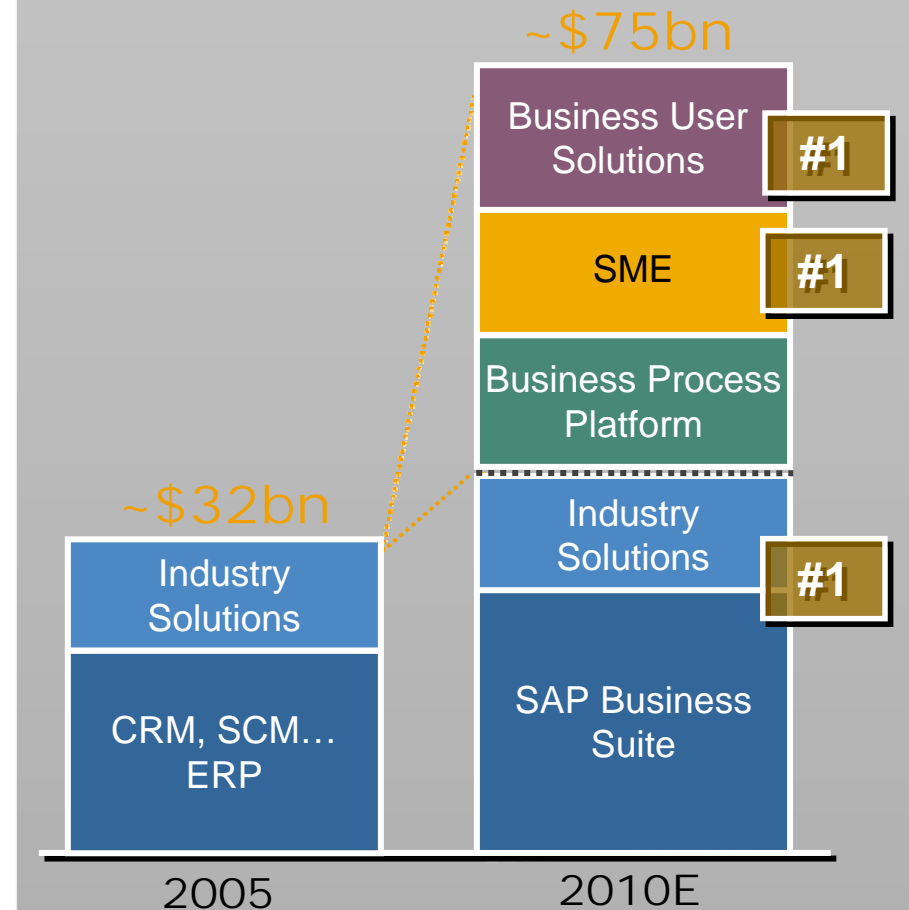 ~$75bn
Business User
Solutions
#1
SME
#1
Business Process
Platform
~$32bn
Industry
Solutions
Industry
Solutions
#1
CRM, SCM…
ERP
SAP Business
Suite
2005
2010E